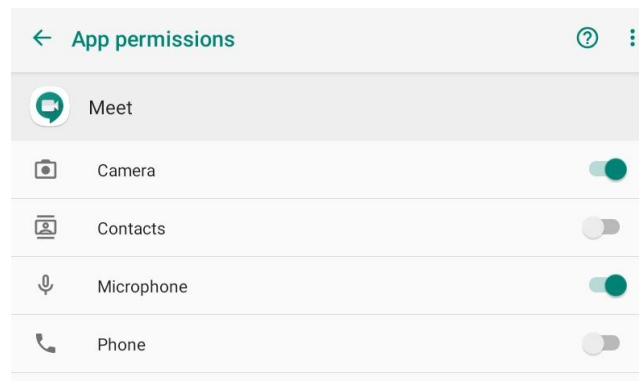 App permissions
Meet
Camera
Contacts
Microphone
Phone